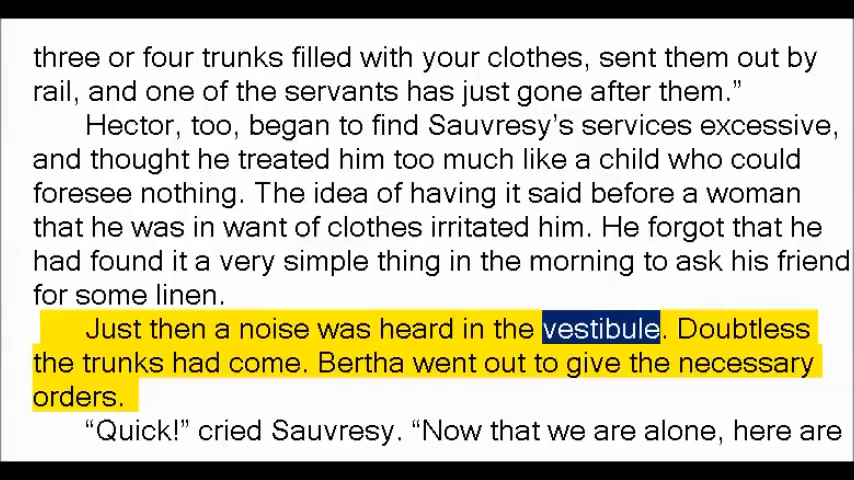 three or four trunks filled with your clothes, sent them out by
rail, and one of the servants has just gone after them.”
Hector, too, began to find Sauvresy’s services excessive,
and thought he treated him too much like a child who could
foresee nothing. The idea of having it said before a woman
that he was in want of clothes irritated him. He forgot that he
had found it a very simple thing in the morning to ask his friend
for some linen.
Just then a noise was heard in the vestibule. Doubtless
the trunks had come. Bertha went out to give the necessary
orders.
“Quick!” cried Sauvresy. “Now that we are alone, here are